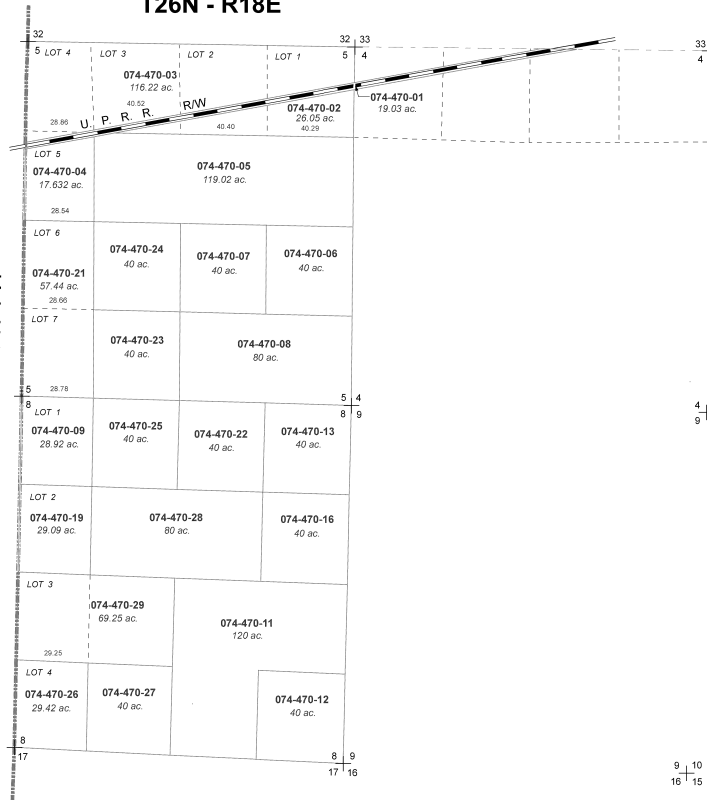 T26N - R18E
32
32 33
33
5 LOT 4 LOT 3 LOT 2 LOT 1 5 4
4
074-470-03
116.22 ac.
40.52
U. P. R. R. R/W
28.86
074-470-02
26.05 ac.
40.40 40.29
074-470-01
19.03 ac.
LOT 5
074-470-04
17.632 ac.
28.54
074-470-05
119.02 ac.
LOT 6
074-470-21
57.44 ac.
28.66
074-470-24
40 ac.
074-470-07
40 ac.
074-470-06
40 ac.
LOT 7
28.78
074-470-23
40 ac.
074-470-08
80 ac.
5
8
5 4
8 9
4
9
LOT 1
074-470-09
28.92 ac.
074-470-25
40 ac.
074-470-22
40 ac.
074-470-13
40 ac.
LOT 2
074-470-19
29.09 ac.
074-470-28
80 ac.
074-470-16
40 ac.
LOT 3
074-470-29
69.25 ac.
29.25
074-470-11
120 ac.
LOT 4
074-470-26
29.42 ac.
074-470-27
40 ac.
074-470-12
40 ac.
8
17
8 9
17 16
9 10
16 15